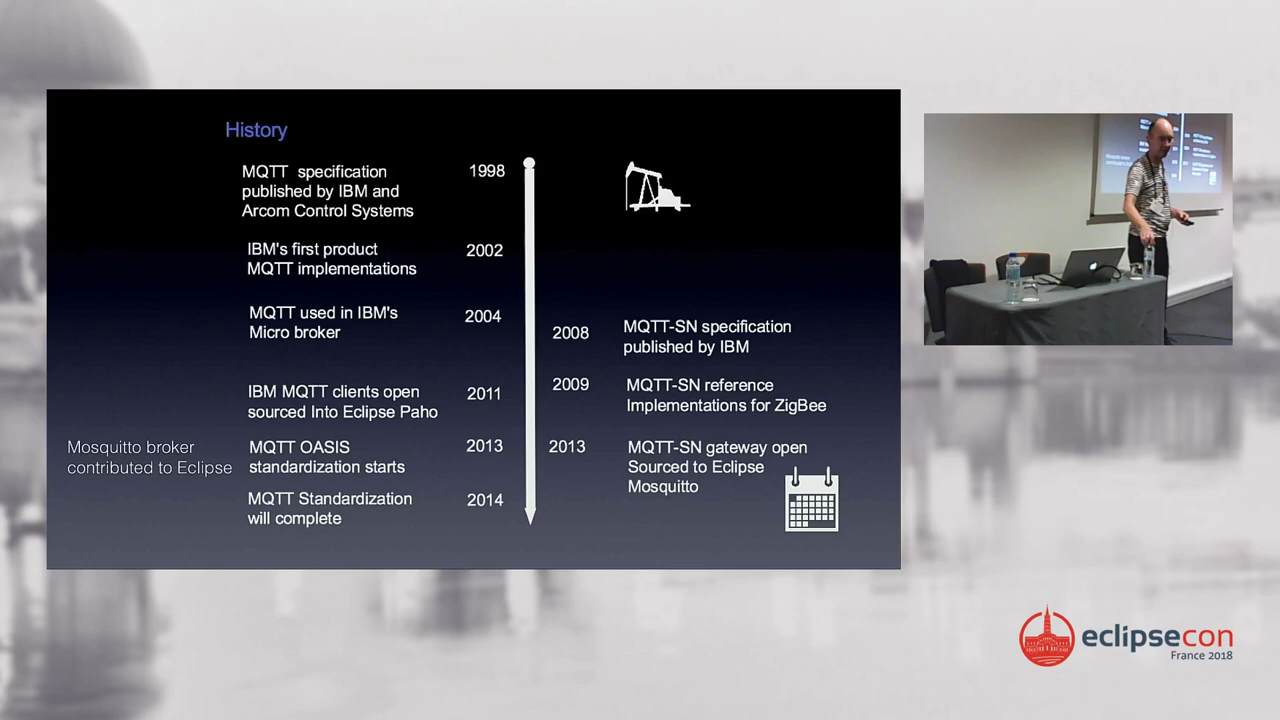 History
MQTT specification
published by IBM and
Arcom Control Systems
1998
IBM's first product
MQTT implementations
2002
MQTT used in IBM's
Micro broker
2004
2008
MQTT-SN specification
published by IBM
2009
MQTT-SN reference
Implementations for ZigBee
IBM MQTT clients open
sourced Into Eclipse Paho
2011
Mosquitto broker
contributed to Eclipse
MQTT OASIS
standardization starts
2013
2013
MQTT-SN gateway open
Sourced to Eclipse
Mosquitto
MQTT Standardization
will complete
2014
eclipsecon
France 2018